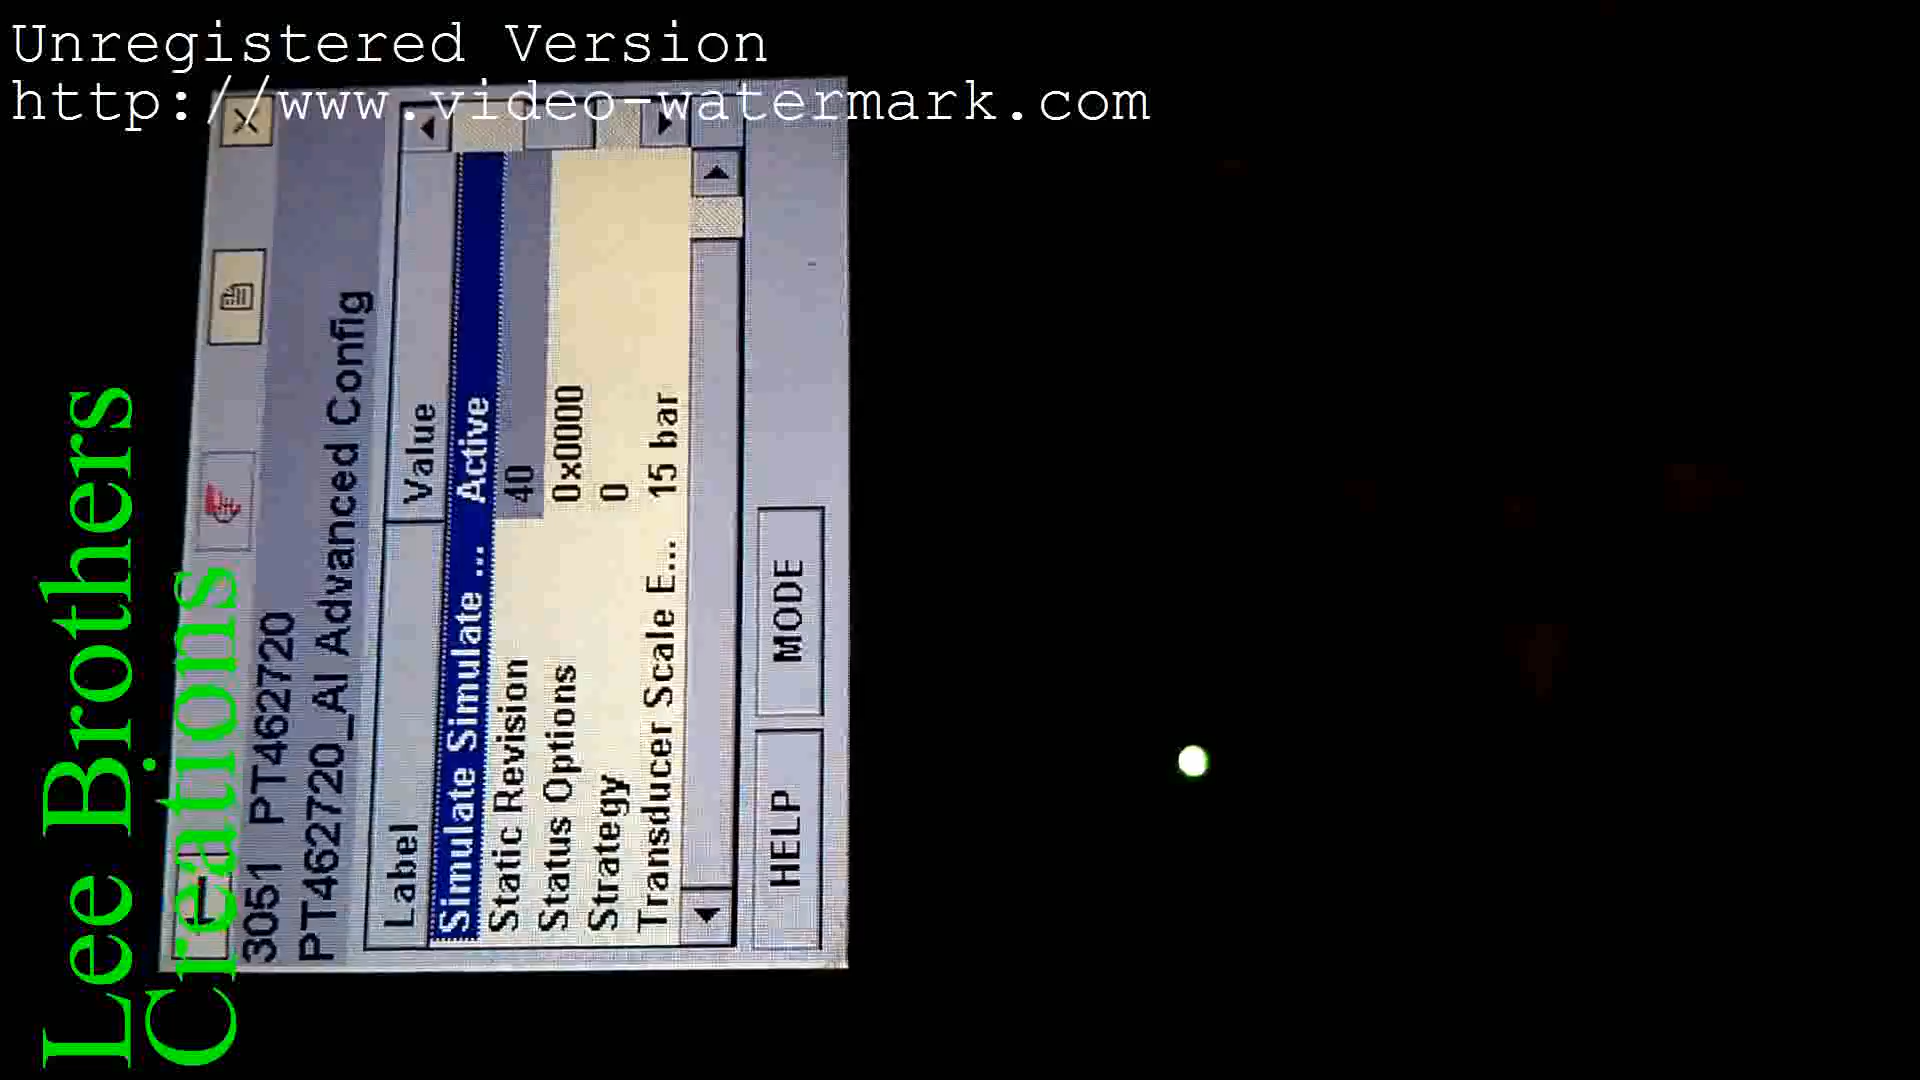 Unregistered Version
http://www.video-watermark.com
Lee Brothers
Creations
3051 PT462720
PT462720_AI Advanced Config
Label Value
Simulate Simulate ... Active
Static Revision 40
Status Options 0x0000
Strategy 0
Transducer Scale E... 15 bar
HELP MODE